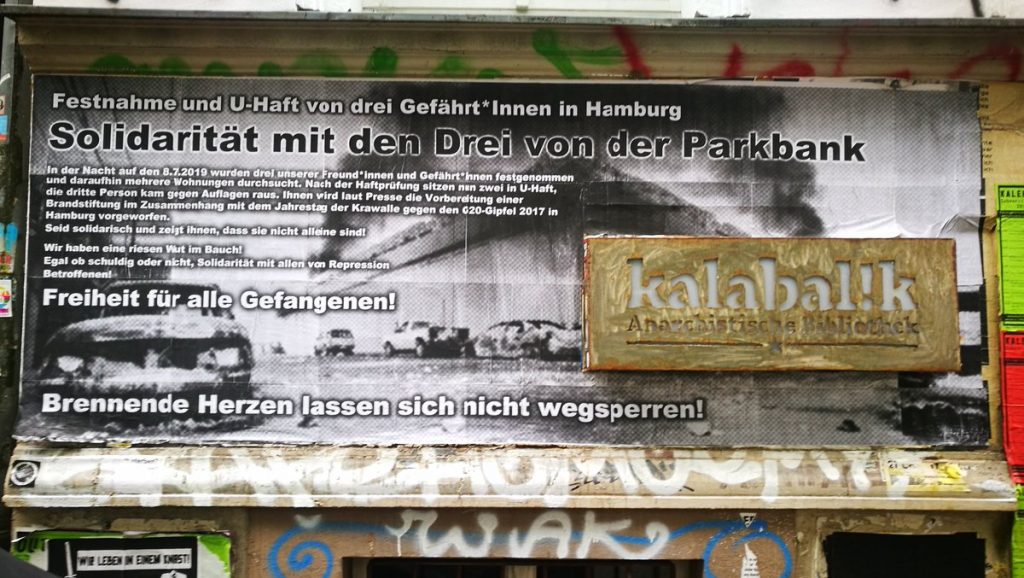 Festnahme und U-Haft von drei Gefährt*Innen in Hamburg
Solidarität mit den Drei von der Parkbank
In der Nacht auf den 8.7.2019 wurden drei unserer Freund*innen und Gefährt*innen festgenommen
und daraufhin mehrere Wohnungen durchsucht. Nach der Haftprüfung sitzen nun zwei in U-Haft,
die dritte Person kam gegen Auflagen raus. Ihnen wird laut Presse die Vorbereitung einer
Brandstiftung im Zusammenhang mit dem Jahrestag der Krawalle gegen den G20-Gipfel 2017 in
Hamburg vorgeworfen.
Seid solidarisch und zeigt ihnen, dass sie nicht alleine sind!
Wir haben eine riesen Wut im Bauch!
Egal ob schuldig oder nicht, Solidarität mit allen von Repression
Betroffenen!
Freiheit für alle Gefangenen!
kalabal!k
Anarchistische Bibliothek
Brennende Herzen lassen sich nicht wegsperren!
WIR LEBEN IN EINEM KNAST!